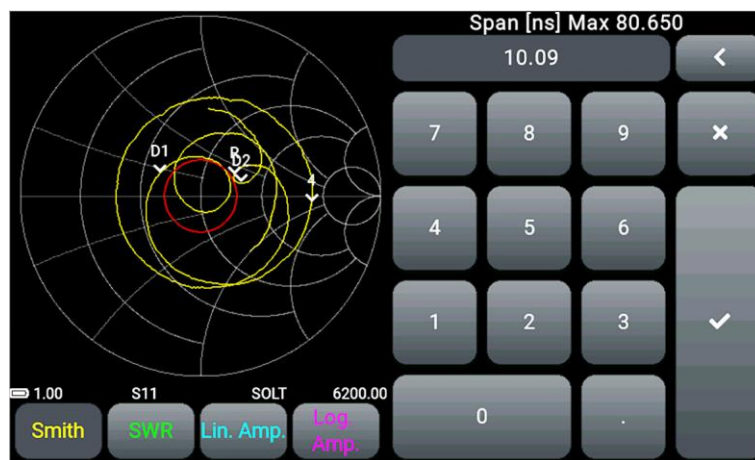 Span [ns] Max 80.650
10.09
7 8 9
D1 R D2 4
4 5 6
1 2 3
1.00 S11 SOLT 6200.00
Smith SWR Lin. Amp. Log. Amp.
0 .